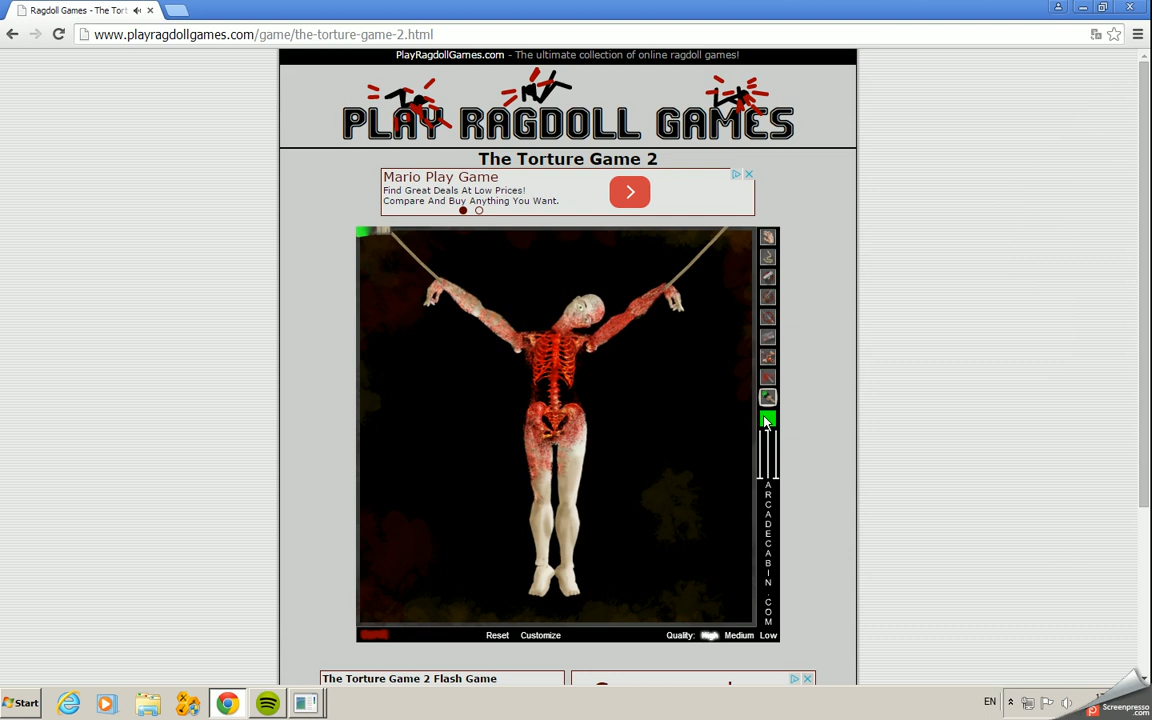 Ragdoll Games - The Tort
www.playragdollgames.com/game/the-torture-game-2.html
PlayRagdollGames.com - The ultimate collection of online ragdoll games!
PLAY RAGDOLL GAMES
The Torture Game 2
Mario Play Game
Find Great Deals At Low Prices!
Compare And Buy Anything You Want.
ARCADECABIN.COM
Reset Customize Quality: High Medium Low
The Torture Game 2 Flash Game
Start
EN
Screenpresso
.com